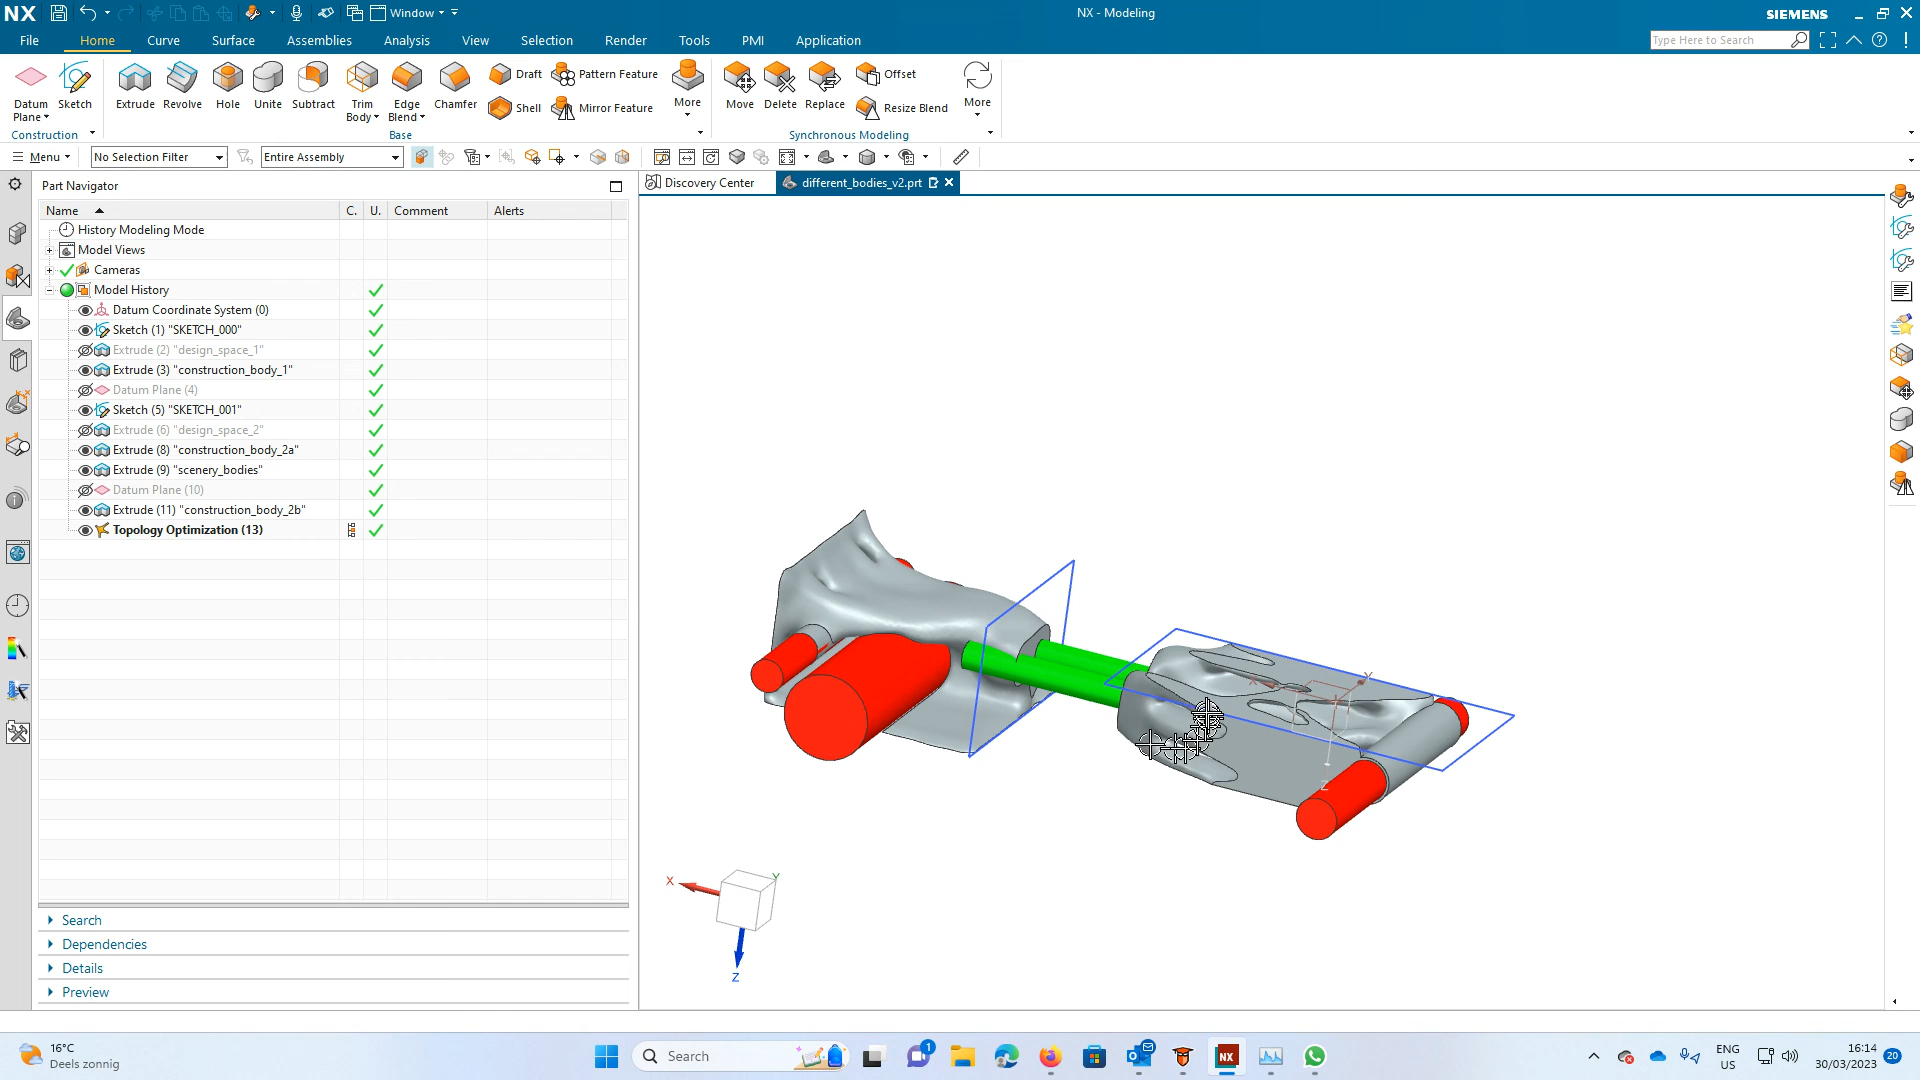 NX
Window
NX - Modeling
SIEMENS
File
Home
Curve
Surface
Assemblies
Analysis
View
Selection
Render
Tools
PMI
Application
Type Here to Search
Datum Plane
Sketch
Extrude
Revolve
Hole
Unite
Subtract
Trim Body
Edge Blend
Chamfer
Draft
Shell
Pattern Feature
Mirror Feature
More
Move
Delete
Replace
Offset
Resize Blend
More
Construction
Base
Synchronous Modeling
Menu
No Selection Filter
Entire Assembly
Part Navigator
Discovery Center
different_bodies_v2.prt
Name C. U. Comment Alerts
History Modeling Mode
Model Views
Cameras
Model History
Datum Coordinate System (0)
Sketch (1) "SKETCH_000"
Extrude (2) "design_space_1"
Extrude (3) "construction_body_1"
Datum Plane (4)
Sketch (5) "SKETCH_001"
Extrude (6) "design_space_2"
Extrude (8) "construction_body_2a"
Extrude (9) "scenery_bodies"
Datum Plane (10)
Extrude (11) "construction_body_2b"
Topology Optimization (13)
X
Y
Z
X
Y
Z
Search
Dependencies
Details
Preview
16°C
Deels zonnig
Search
1
NX
ENG
US
16:14
30/03/2023
20